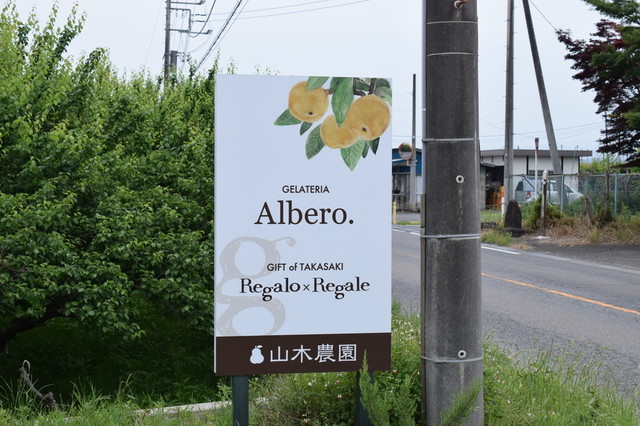 GELATERIA
Albero.
GIFT of TAKASAKI
Regalo×Regale
g
山木農園